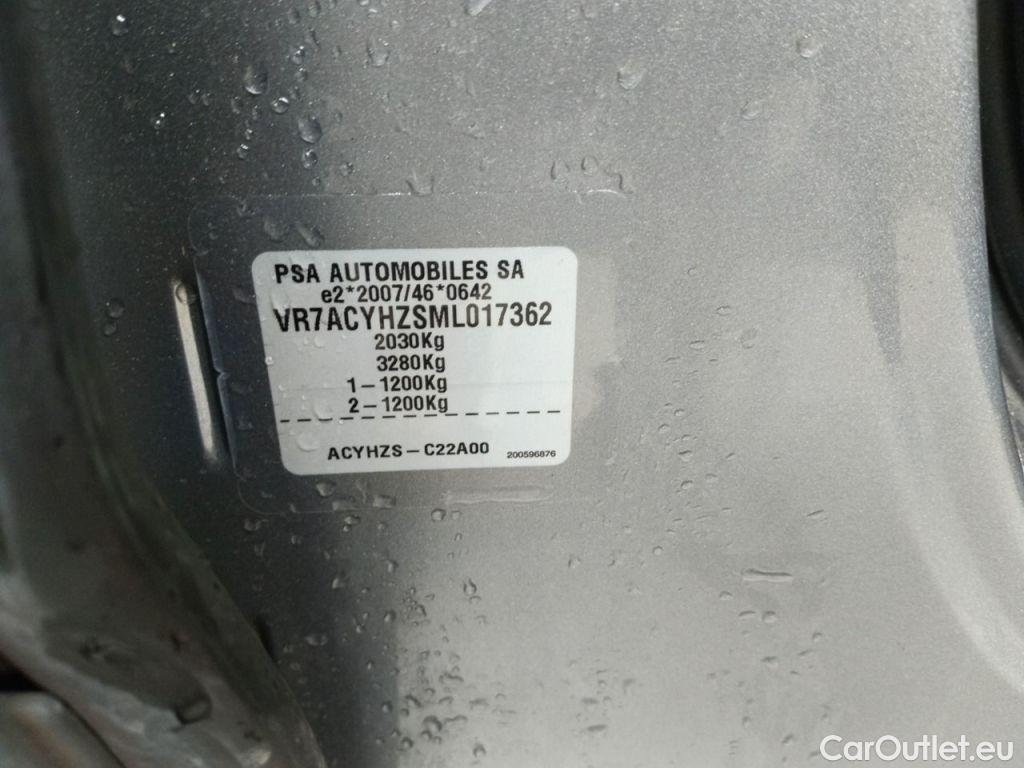 PSA AUTOMOBILES SA
e2*2007/46*0642
VR7ACYHZSML017362
2030Kg
3280Kg
1-1200Kg
2-1200Kg
ACYHZS-C22A00 200596876
CarOutlet.eu